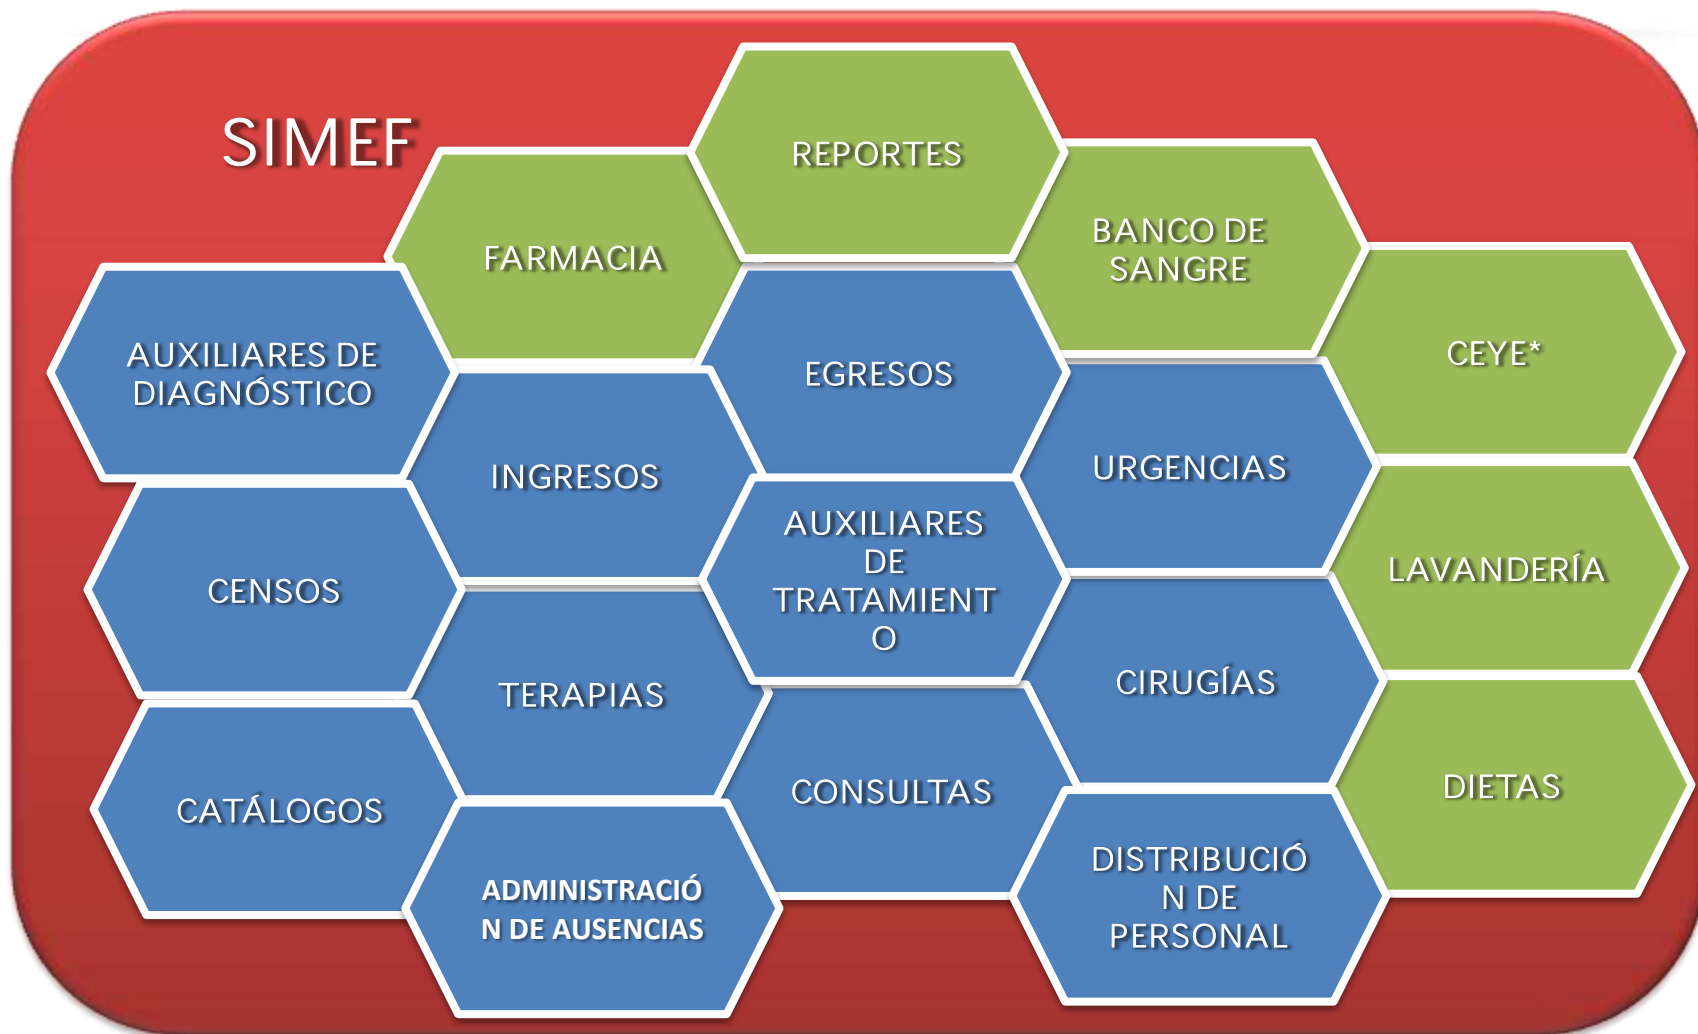 SIMEF
REPORTES
FARMACIA
BANCO DE
SANGRE
CEYE*
AUXILIARES DE
DIAGNÓSTICO
EGRESOS
INGRESOS
URGENCIAS
AUXILIARES
DE
TRATAMIENT
O
LAVANDERÍA
CENSOS
TERAPIAS
CIRUGÍAS
CATÁLOGOS
CONSULTAS
DIETAS
ADMINISTRACIÓ
N DE AUSENCIAS
DISTRIBUCIÓ
N DE
PERSONAL